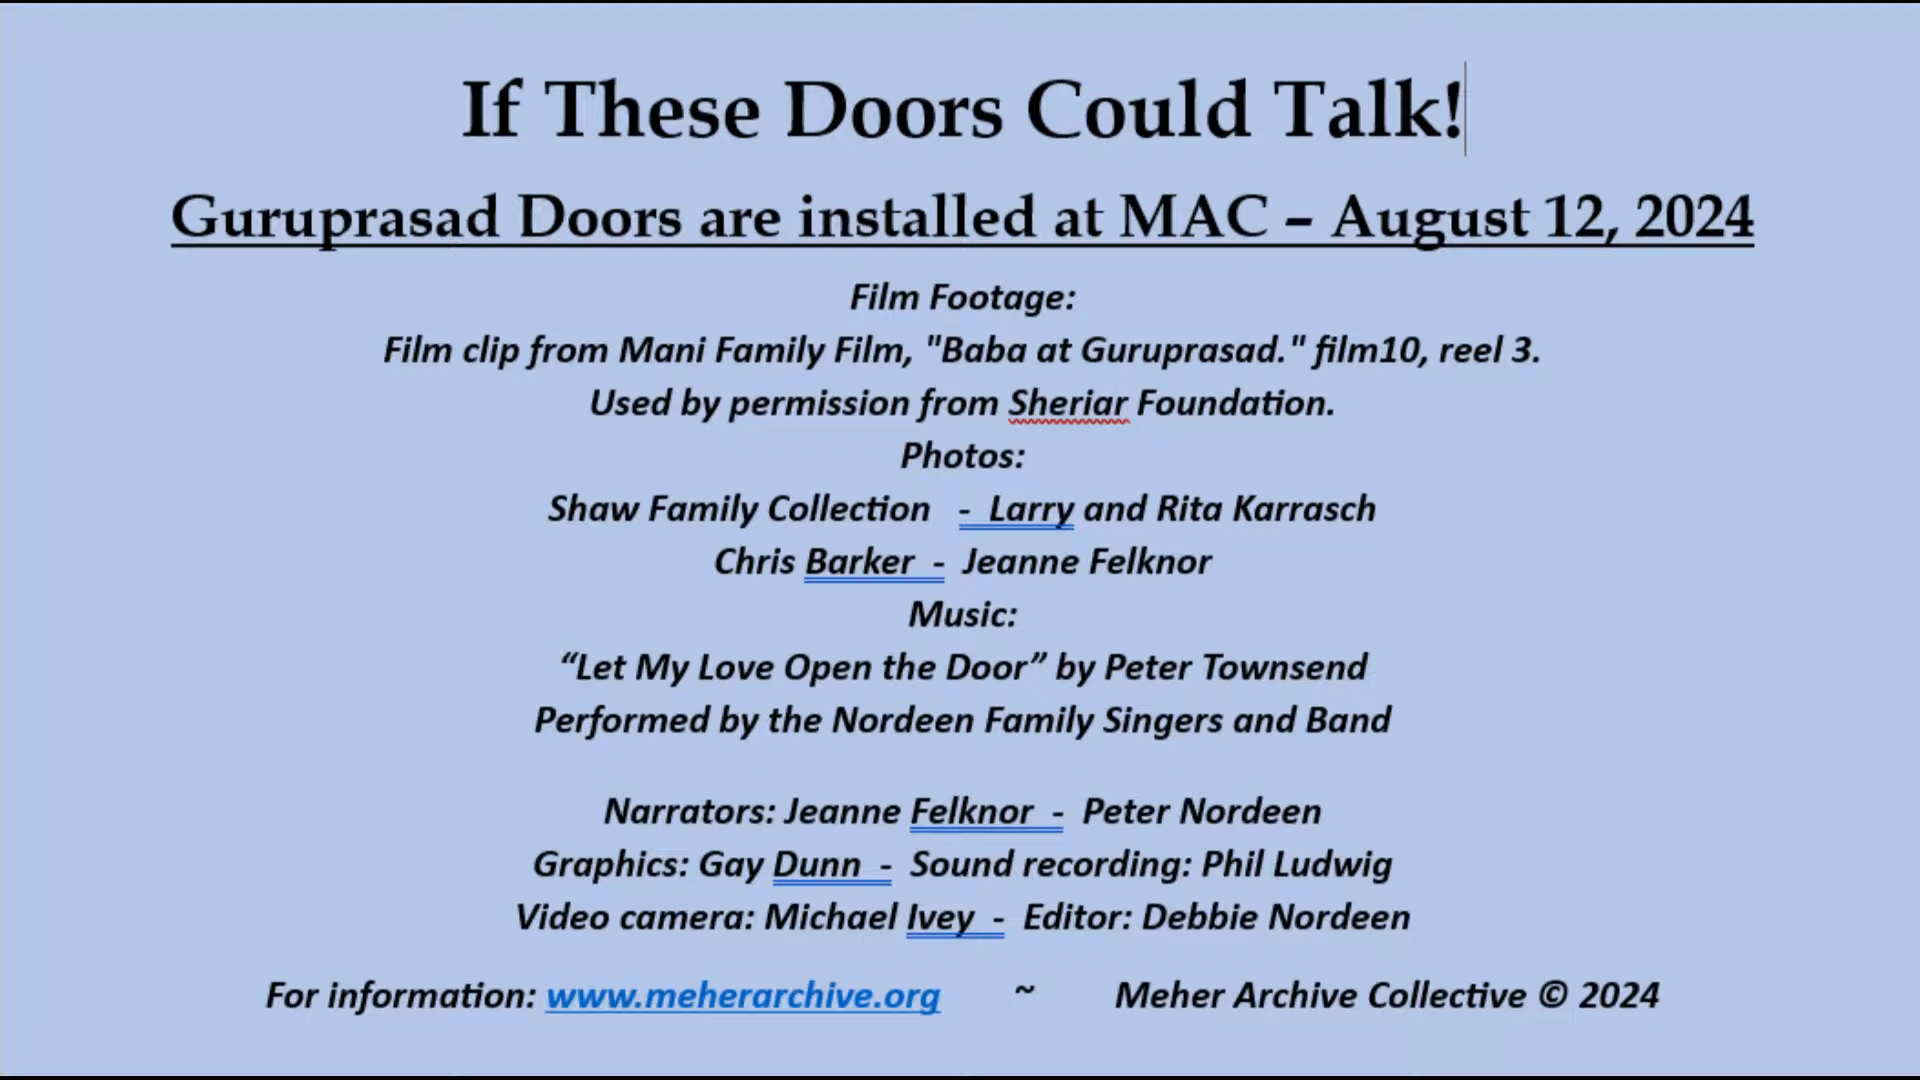 If These Doors Could Talk!
Guruprasad Doors are installed at MAC – August 12, 2024
Film Footage:
Film clip from Mani Family Film, "Baba at Guruprasad." film10, reel 3.
Used by permission from Sheriar Foundation.
Photos:
Shaw Family Collection - Larry and Rita Karrasch
Chris Barker - Jeanne Felknor
Music:
“Let My Love Open the Door” by Peter Townsend
Performed by the Nordeen Family Singers and Band
Narrators: Jeanne Felknor - Peter Nordeen
Graphics: Gay Dunn - Sound recording: Phil Ludwig
Video camera: Michael Ivey - Editor: Debbie Nordeen
For information: www.meherarchive.org ~ Meher Archive Collective © 2024